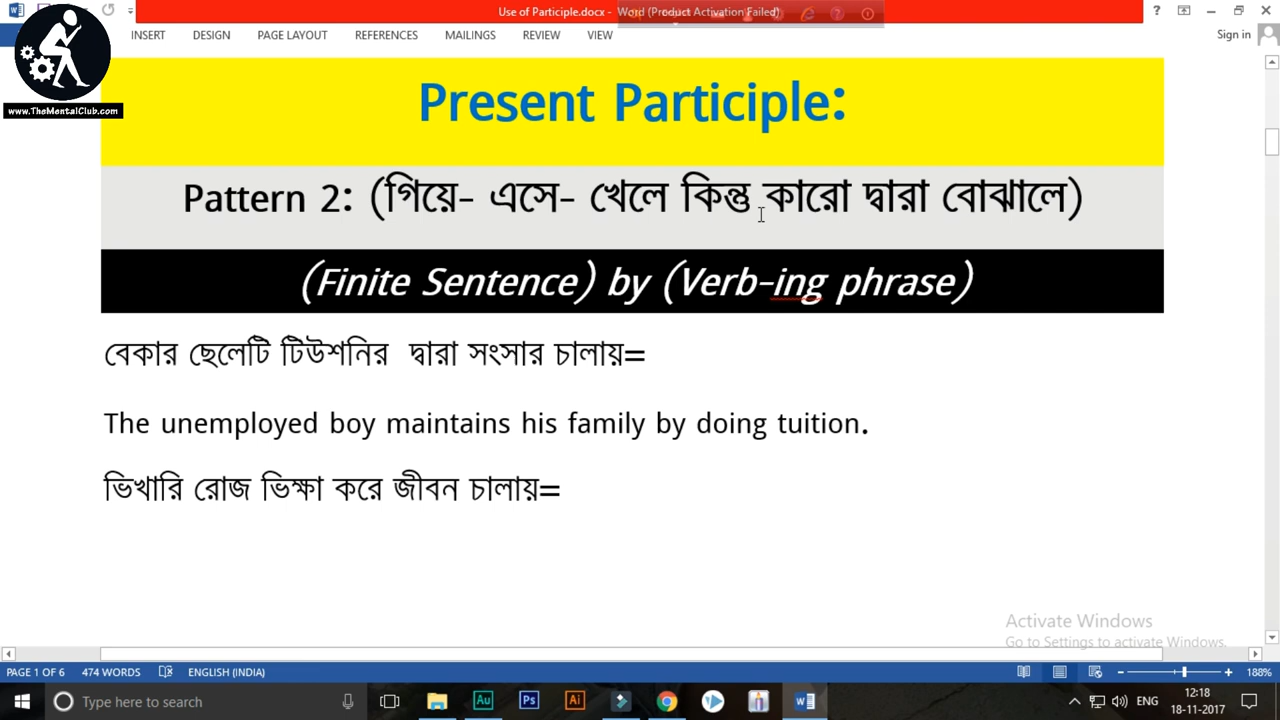 Use of Participle.docx - Word (Product Activation Failed)
INSERT DESIGN PAGE LAYOUT REFERENCES MAILINGS REVIEW VIEW Sign in
www.TheMentalClub.com
Present Participle:
Pattern 2: (গিয়ে- এসে- খেলে কিন্তু কারো দ্বারা বোঝালে)
(Finite Sentence) by (Verb-ing phrase)
বেকার ছেলেটি টিউশনির দ্বারা সংসার চালায়=
The unemployed boy maintains his family by doing tuition.
ভিখারি রোজ ভিক্ষা করে জীবন চালায়=
Activate Windows
Go to Settings to activate Windows.
PAGE 1 OF 6 474 WORDS ENGLISH (INDIA) 188%
Type here to search Au Ps Ai ENG 12:18
18-11-2017